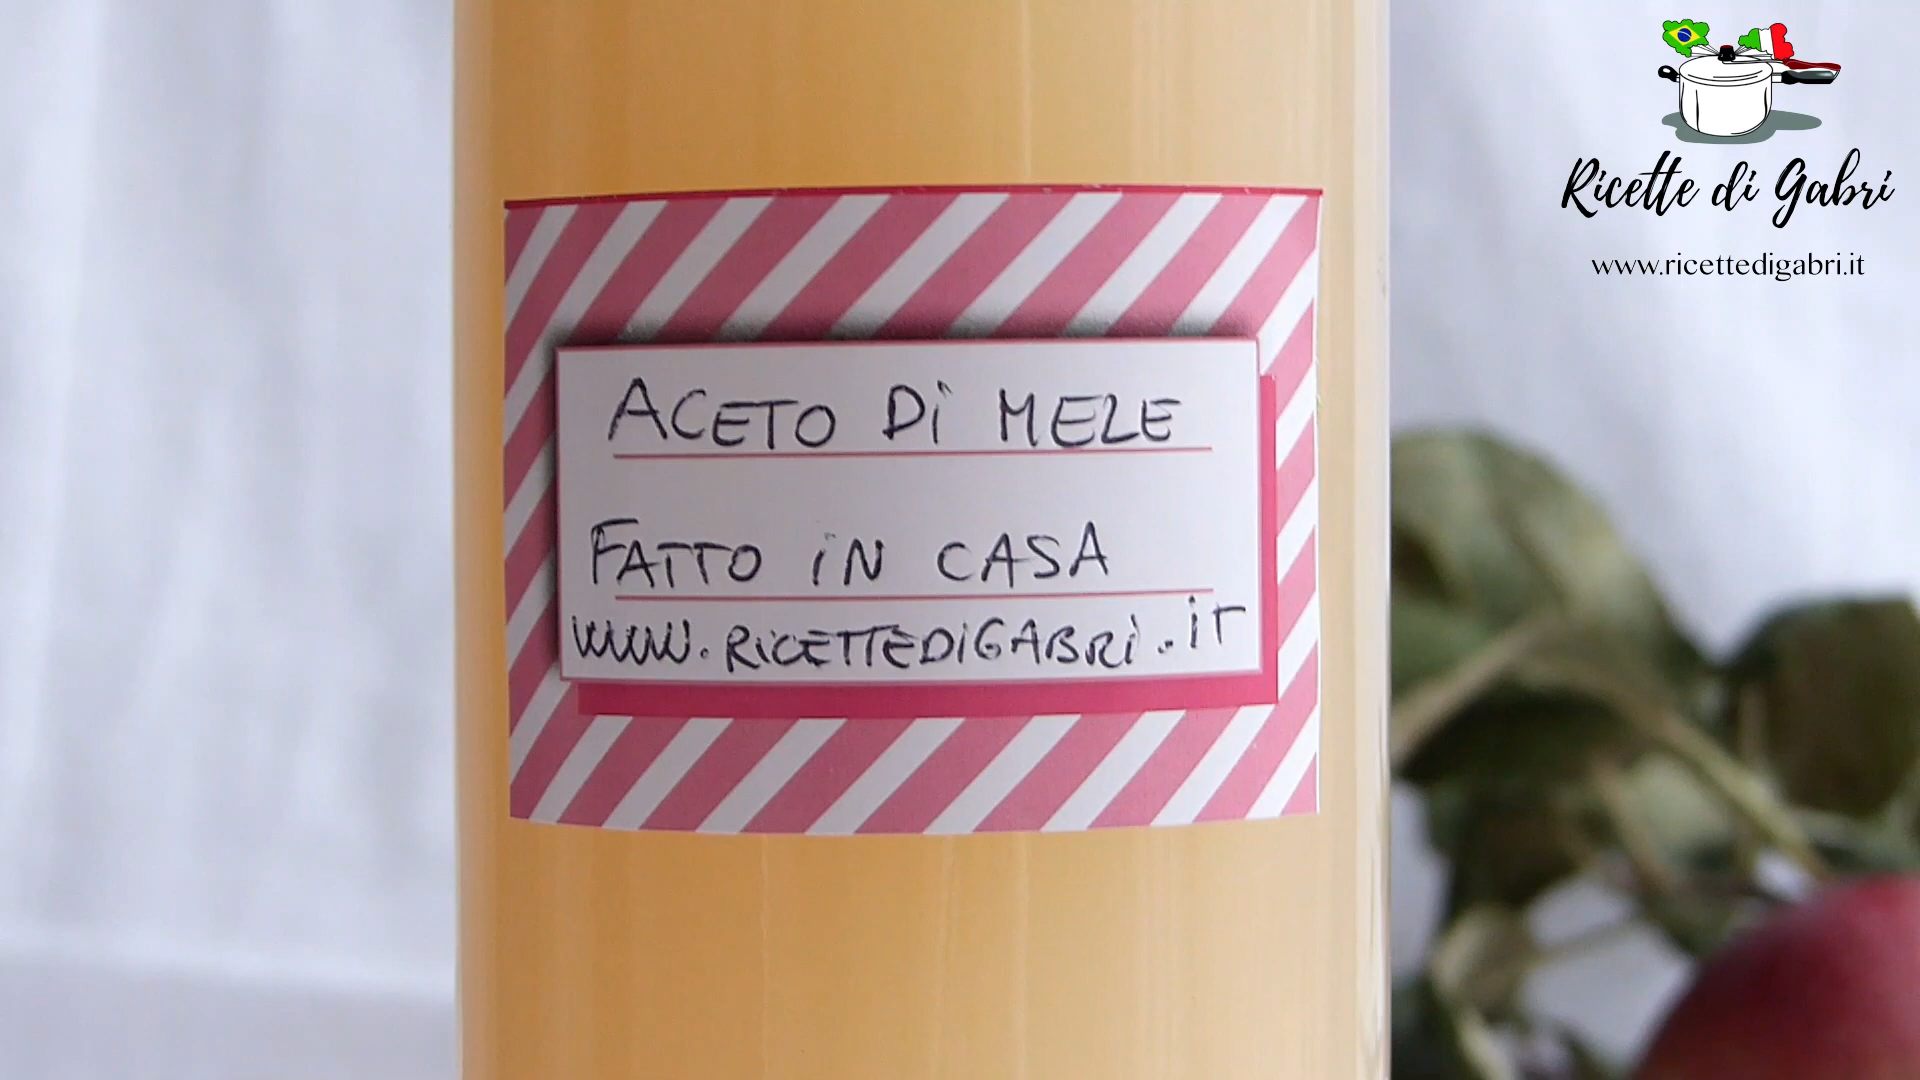 Ricette di Gabri
www.ricettedigabri.it
ACETO Di MELE
FATTO iN CASA
WWW.RiCETTEDiGABRi.iT